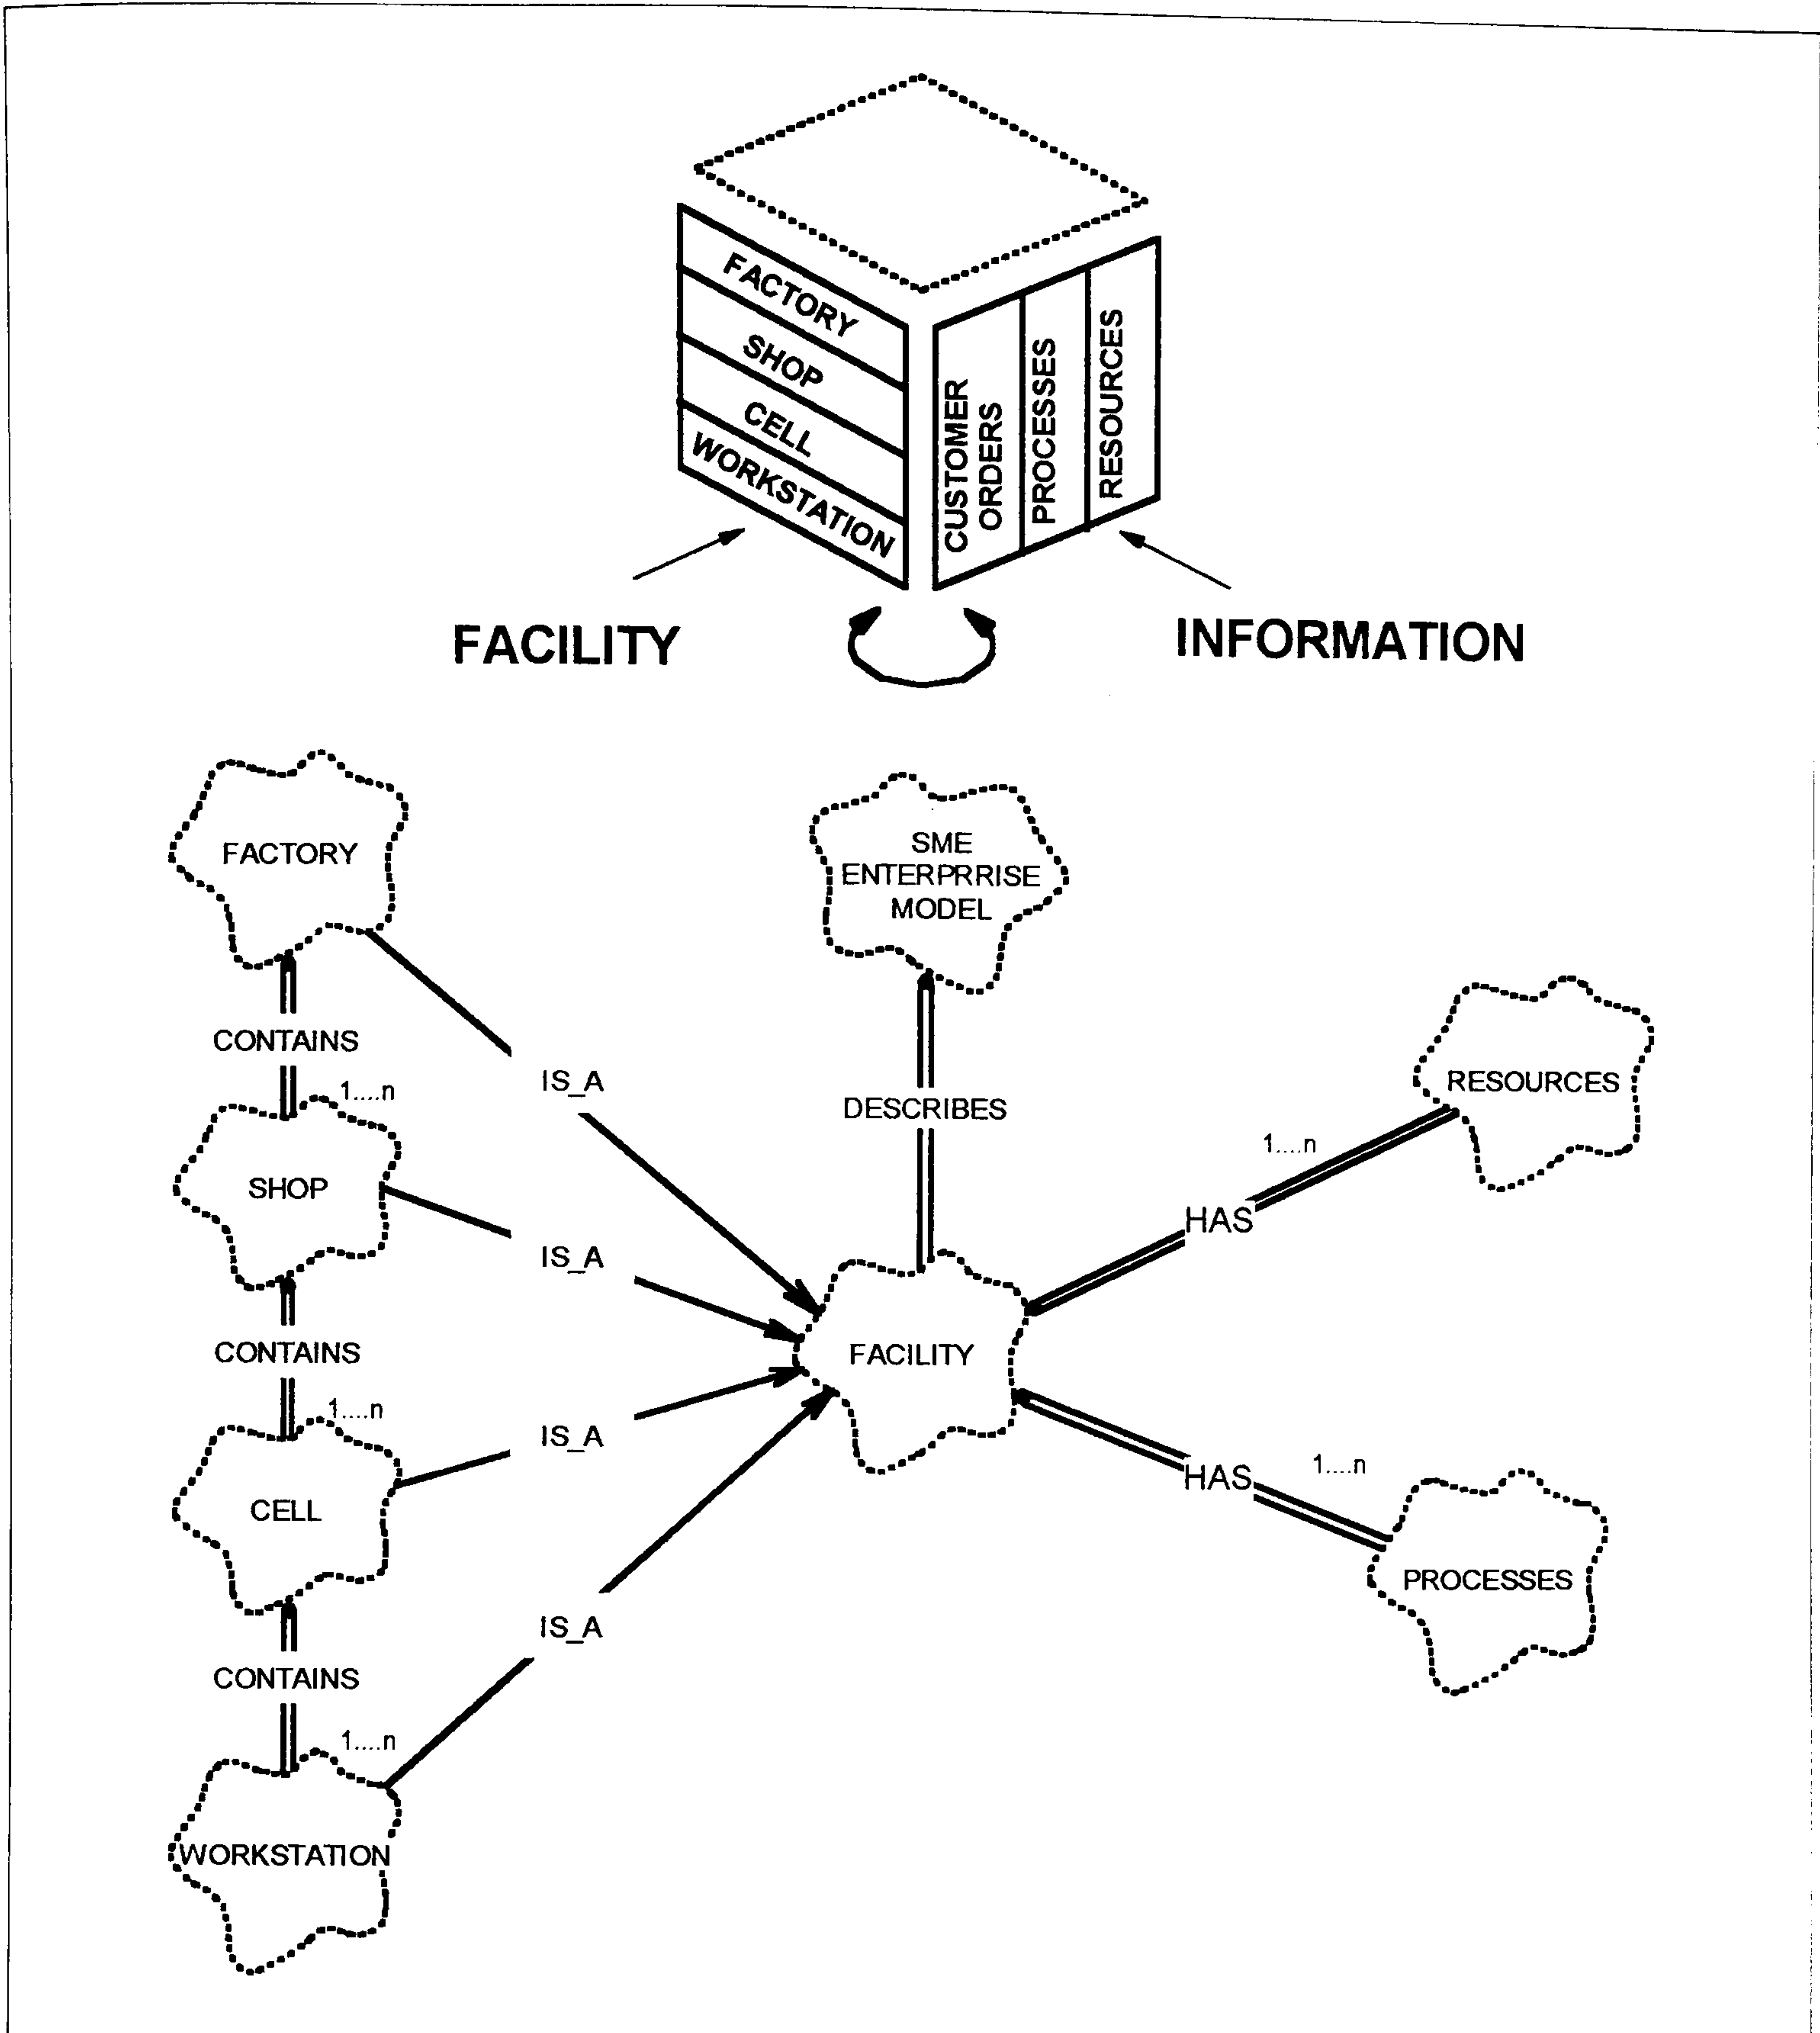 FACTORY
SHOP
CELL
WORKSTATION
CUSTOMER
ORDERS
PROCESSES
RESOURCES
FACILITY
INFORMATION
FACTORY
SME
ENTERPRRISE
MODEL
CONTAINS
IS_A
RESOURCES
1....n
DESCRIBES
1....n
SHOP
HAS
IS_A
CONTAINS
FACILITY
1....n
IS_A
1....n
HAS
CELL
PROCESSES
IS_A
CONTAINS
1....n
WORKSTATION